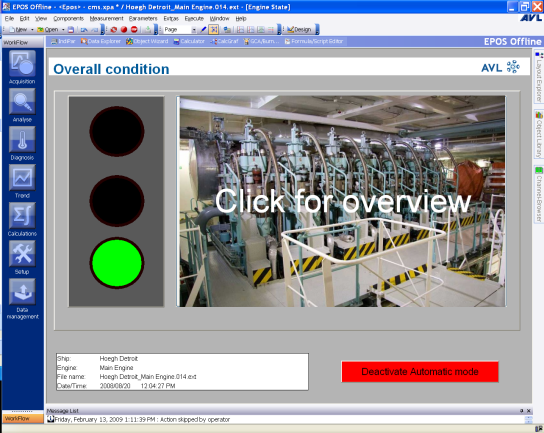 EPOS Offline - <Epos> - cms.xpa * / Hoegh Detroit_Main Engine.014.ext - [Engine State]
File Edit View Components Measurement Parameters Extras Execute Window Help
AVL
New Open Page Design
WorkFlow
IndiPar Data Explorer Object Wizard Calculator CalcGraf GCA/Burn... Formula/Script Editor
EPOS Offline
Acquisition
Analyse
Diagnosis
Trend
Calculations
Setup
Data
management
WorkFlow
Overall condition
AVL
Click for overview
Ship: Hoegh Detroit
Engine: Main Engine
File name: Hoegh Detroit_Main Engine.014.ext
Date/Time: 2008/08/20 12:04:27 PM
Deactivate Automatic mode
Layout Explorer
Object Library
Channel-Browser
Message List
Friday, February 13, 2009 1:11:39 PM : Action skipped by operator